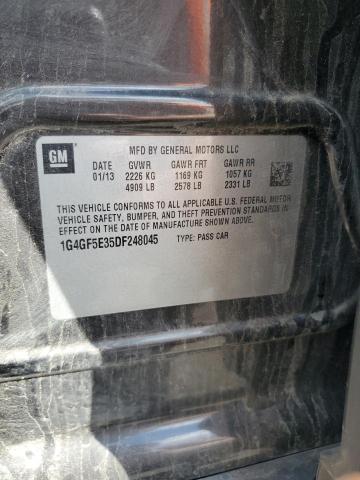 GM
MFD BY GENERAL MOTORS LLC
DATE GVWR GAWR FRT GAWR RR
01/13 2226 KG 1169 KG 1057 KG
4909 LB 2578 LB 2331 LB
THIS VEHICLE CONFORMS TO ALL APPLICABLE U.S. FEDERAL MOTOR
VEHICLE SAFETY, BUMPER, AND THEFT PREVENTION STANDARDS IN
EFFECT ON THE DATE OF MANUFACTURE SHOWN ABOVE.
1G4GF5E35DF248045 TYPE: PASS CAR